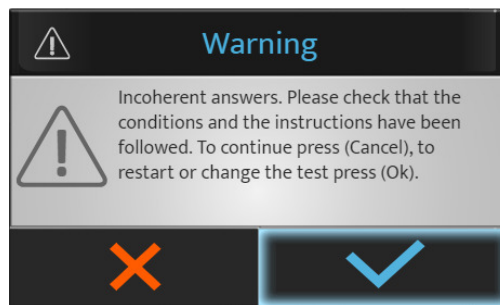 Warning
Incoherent answers. Please check that the
conditions and the instructions have been
followed. To continue press (Cancel), to
restart or change the test press (Ok).